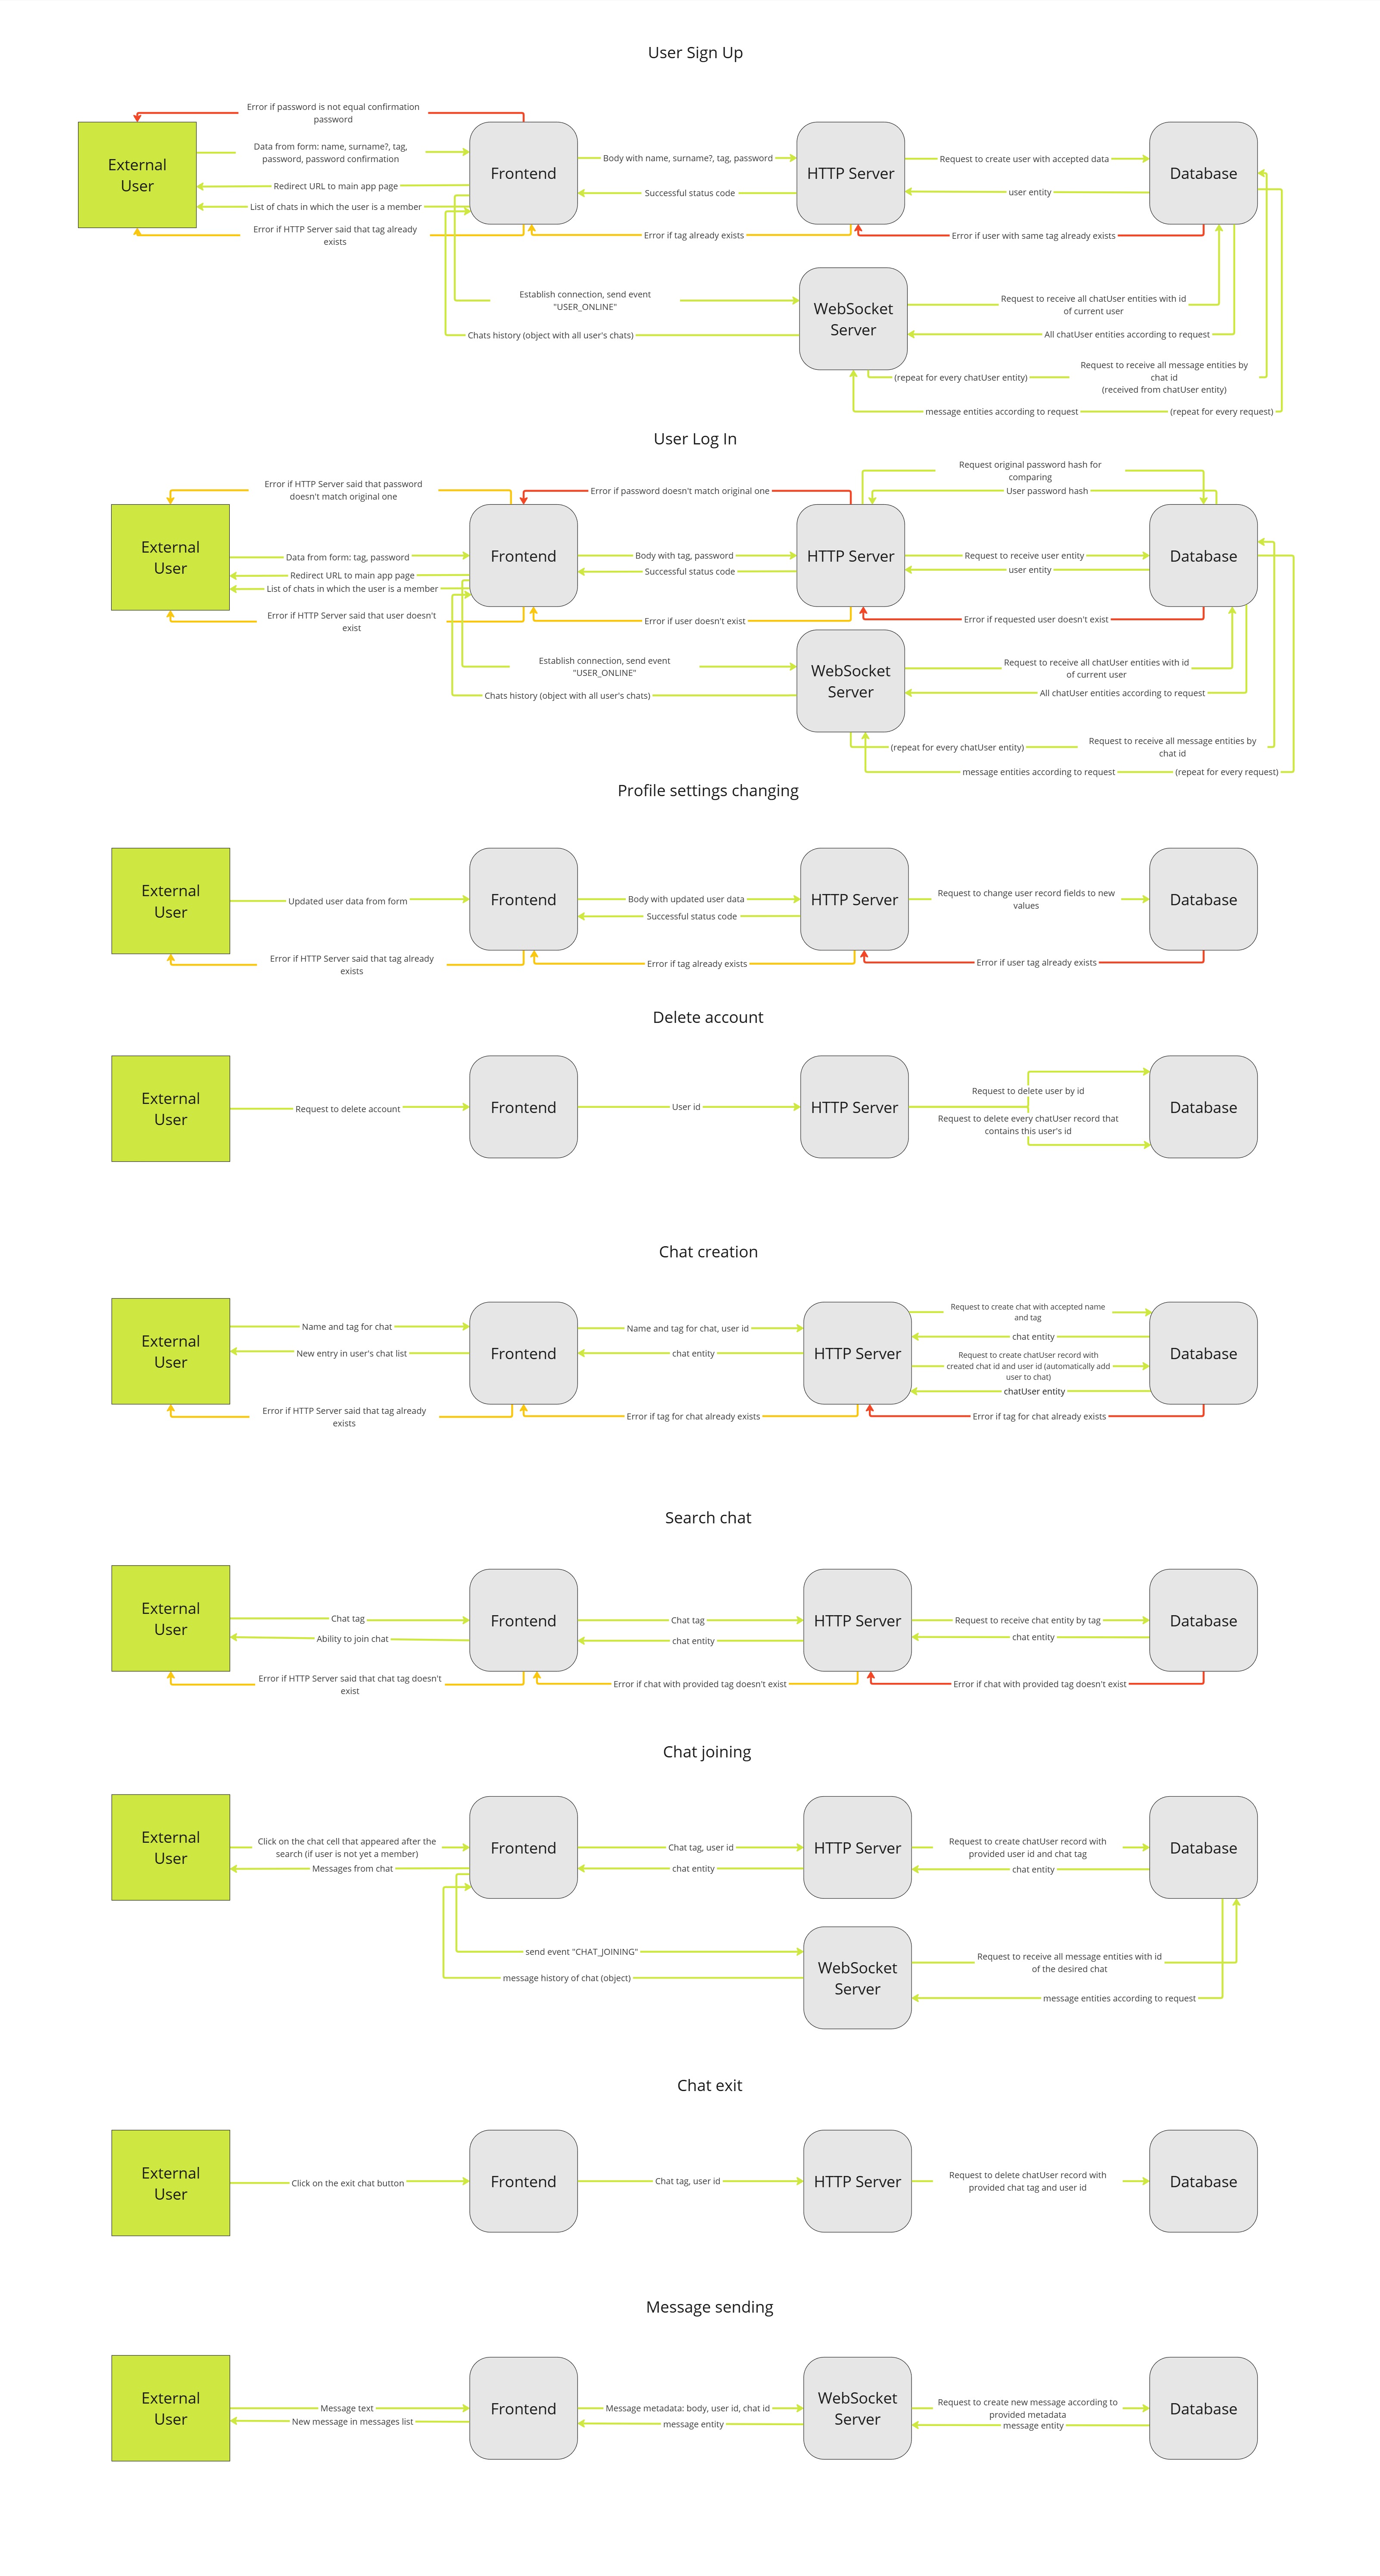 User Sign Up
Error if password is not equal confirmation
password
External
User
Data from form: name, surname?, tag,
password, password confirmation
Redirect URL to main app page
List of chats in which the user is a member
Error if HTTP Server said that tag already
exists
Frontend
Body with name, surname?, tag, password
Successful status code
Error if tag already exists
HTTP Server
Request to create user with accepted data
user entity
Error if user with same tag already exists
Database
Establish connection, send event
"USER_ONLINE"
Chats history (object with all user's chats)
WebSocket
Server
Request to receive all chatUser entities with id
of current user
All chatUser entities according to request
(repeat for every chatUser entity)
Request to receive all message entities by
chat id
(received from chatUser entity)
message entities according to request
(repeat for every request)
User Log In
Error if HTTP Server said that password
doesn't match original one
Error if password doesn't match original one
Request original password hash for
comparing
User password hash
External
User
Data from form: tag, password
Redirect URL to main app page
List of chats in which the user is a member
Error if HTTP Server said that user doesn't
exist
Frontend
Body with tag, password
Successful status code
Error if user doesn't exist
HTTP Server
Request to receive user entity
user entity
Error if requested user doesn't exist
Database
Establish connection, send event
"USER_ONLINE"
Chats history (object with all user's chats)
WebSocket
Server
Request to receive all chatUser entities with id
of current user
All chatUser entities according to request
(repeat for every chatUser entity)
Request to receive all message entities by
chat id
message entities according to request
(repeat for every request)
Profile settings changing
External
User
Updated user data from form
Error if HTTP Server said that tag already
exists
Frontend
Body with updated user data
Successful status code
Error if tag already exists
HTTP Server
Request to change user record fields to new
values
Error if user tag already exists
Database
Delete account
External
User
Request to delete account
Frontend
User id
HTTP Server
Request to delete user by id
Request to delete every chatUser record that
contains this user's id
Database
Chat creation
External
User
Name and tag for chat
New entry in user's chat list
Error if HTTP Server said that tag already
exists
Frontend
Name and tag for chat, user id
chat entity
Error if tag for chat already exists
HTTP Server
Request to create chat with accepted name
and tag
chat entity
Request to create chatUser record with
created chat id and user id (automatically add
user to chat)
chatUser entity
Error if tag for chat already exists
Database
Search chat
External
User
Chat tag
Ability to join chat
Error if HTTP Server said that chat tag doesn't
exist
Frontend
Chat tag
chat entity
Error if chat with provided tag doesn't exist
HTTP Server
Request to receive chat entity by tag
chat entity
Error if chat with provided tag doesn't exist
Database
Chat joining
External
User
Click on the chat cell that appeared after the
search (if user is not yet a member)
Messages from chat
Frontend
Chat tag, user id
chat entity
HTTP Server
Request to create chatUser record with
provided user id and chat tag
chat entity
Database
send event "CHAT_JOINING"
message history of chat (object)
WebSocket
Server
Request to receive all message entities with id
of the desired chat
message entities according to request
Chat exit
External
User
Click on the exit chat button
Frontend
Chat tag, user id
HTTP Server
Request to delete chatUser record with
provided chat tag and user id
Database
Message sending
External
User
Message text
New message in messages list
Frontend
Message metadata: body, user id, chat id
message entity
WebSocket
Server
Request to create new message according to
provided metadata
message entity
Database